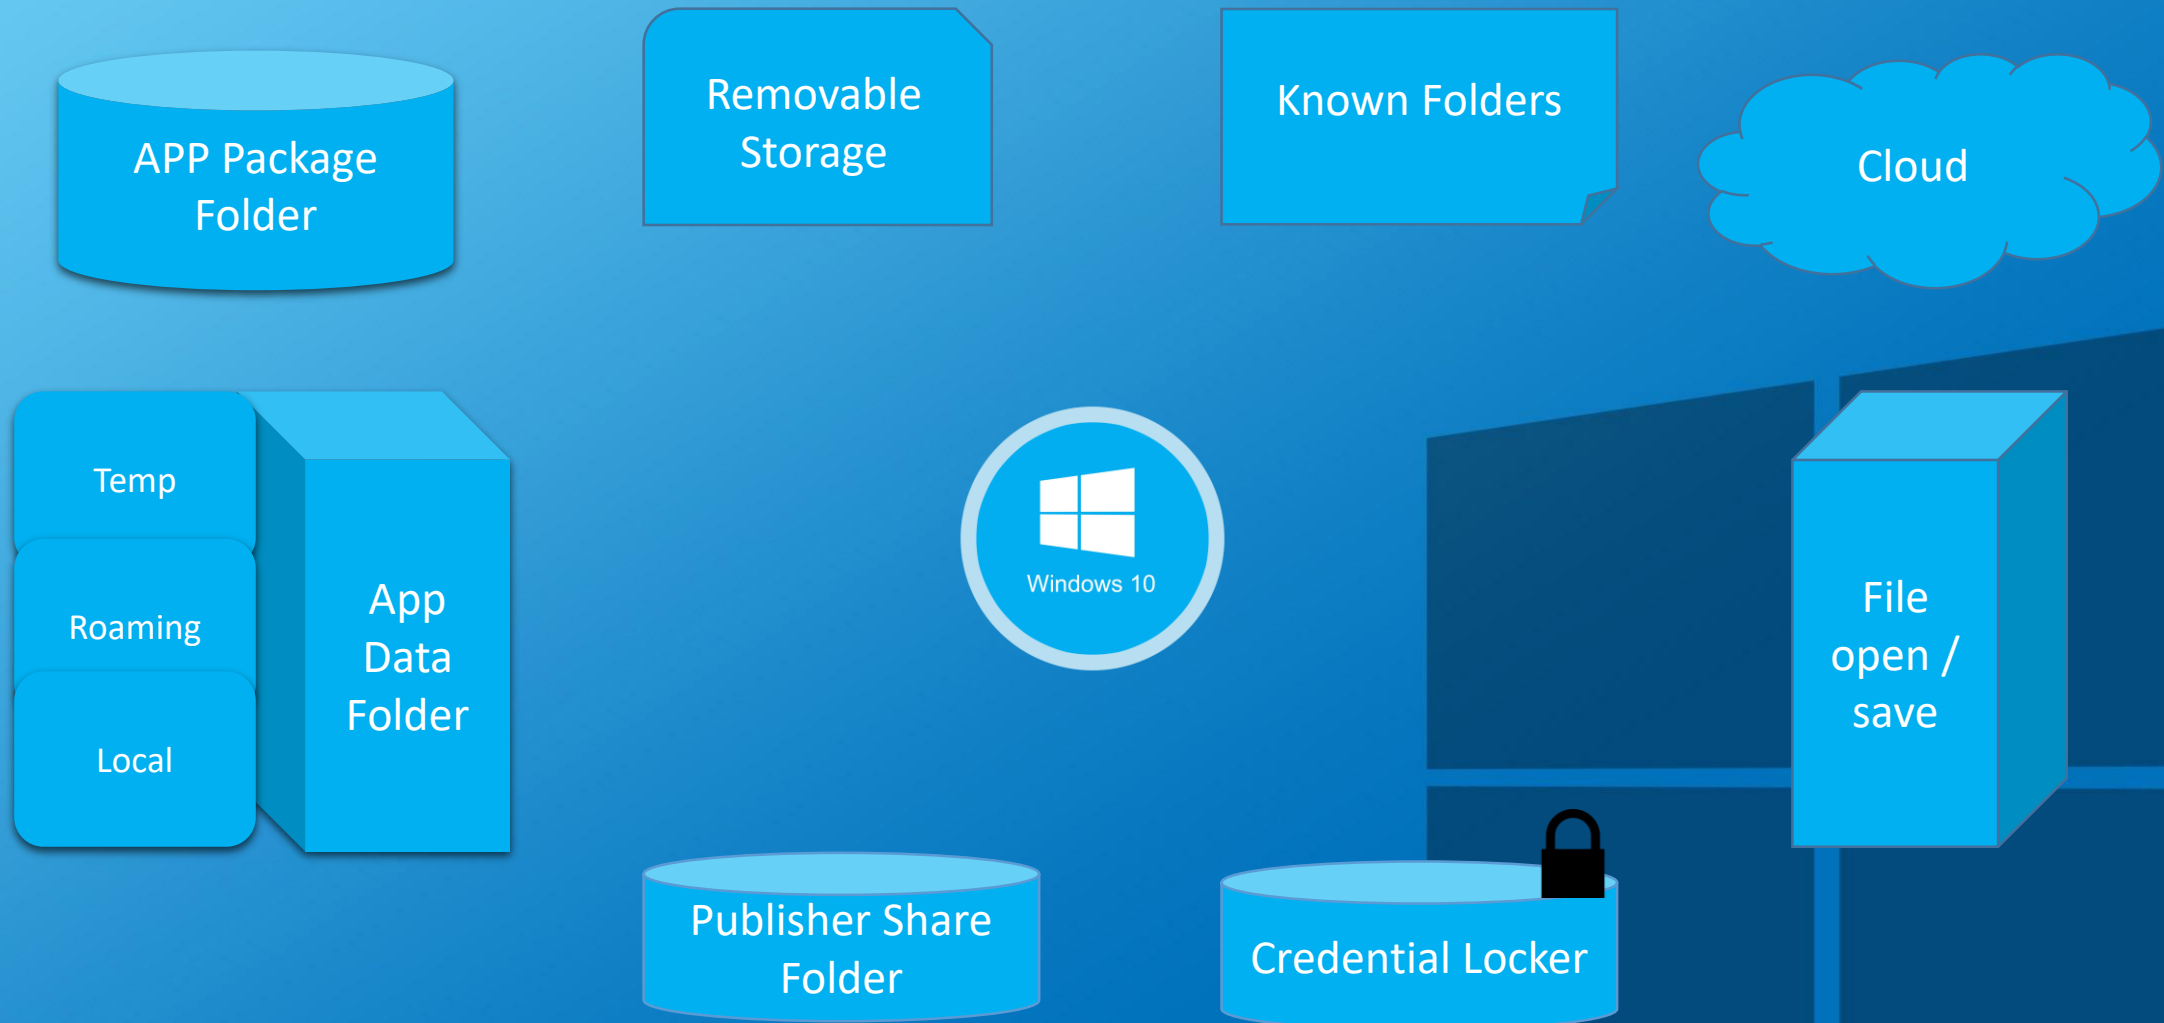 APP Package
Folder
Removable
Storage
Known Folders
Cloud
Temp
Roaming
Local
App
Data
Folder
Windows 10
File
open /
save
Publisher Share
Folder
Credential Locker